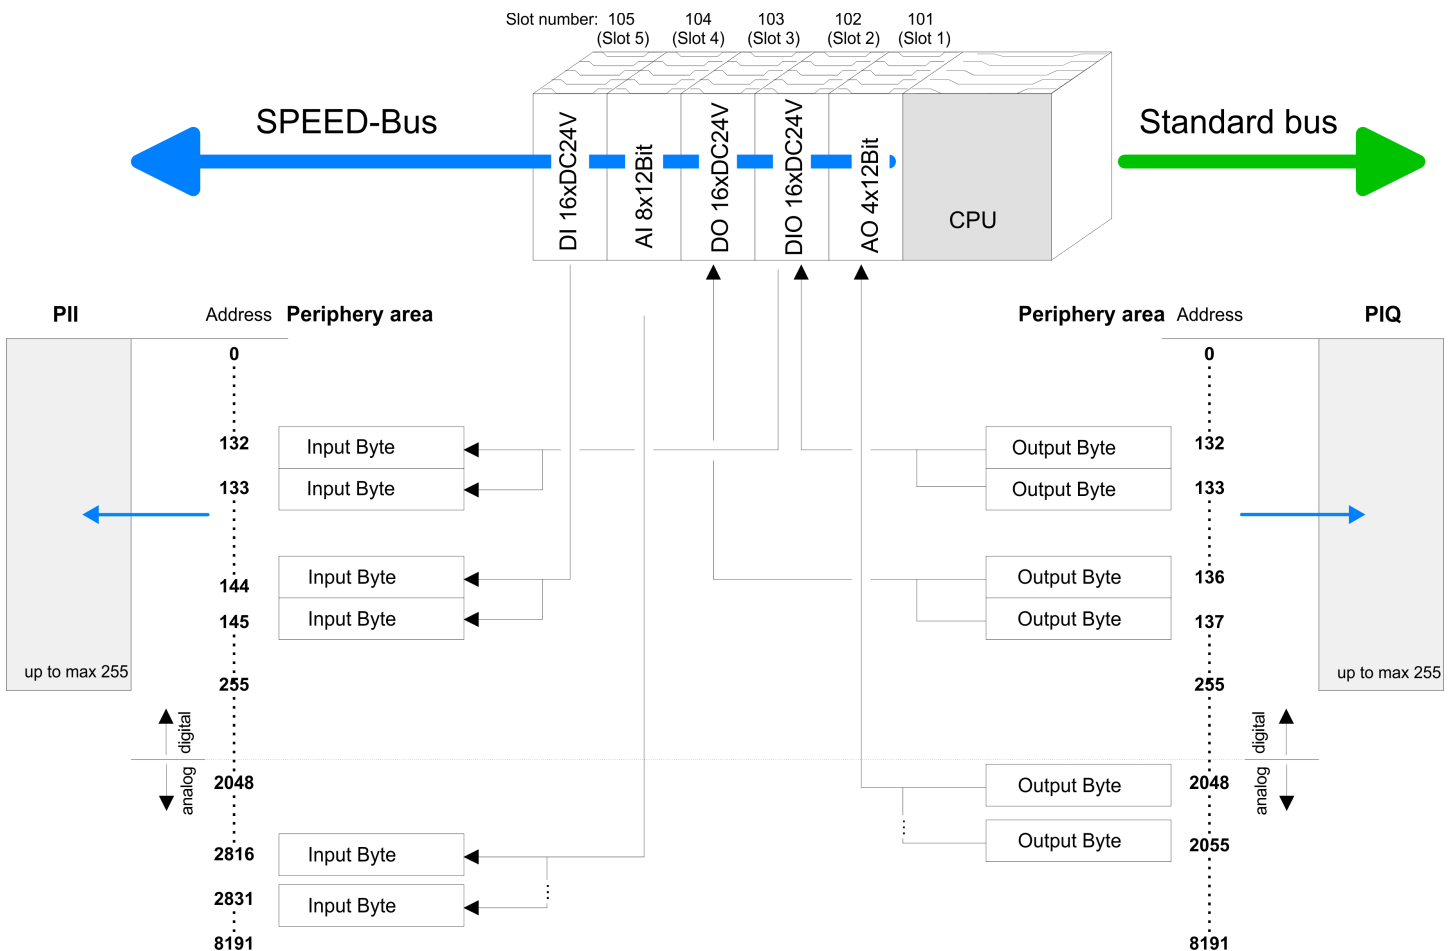 Slot number: 105 104 103 102 101
(Slot 5) (Slot 4) (Slot 3) (Slot 2) (Slot 1)
SPEED-Bus
Standard bus
DI 16xDC24V
AI 8x12Bit
DO 16xDC24V
DIO 16xDC24V
AO 4x12Bit
CPU
PII Address Periphery area
0
132 Input Byte
133 Input Byte
144 Input Byte
145 Input Byte
up to max 255
255
digital
analog
2048
2816 Input Byte
2831 Input Byte
8191
Periphery area Address PIQ
0
Output Byte 132
Output Byte 133
Output Byte 136
Output Byte 137
up to max 255
255
digital
analog
Output Byte 2048
Output Byte 2055
8191